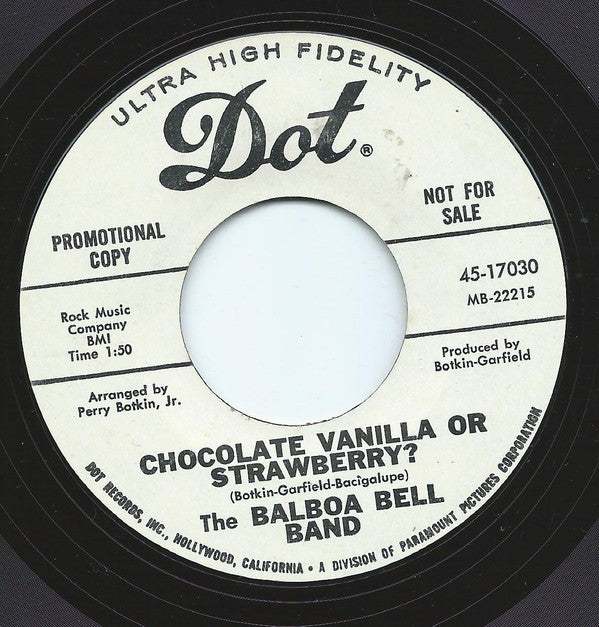 ULTRA HIGH FIDELITY
Dot®
PROMOTIONAL
COPY
NOT FOR
SALE
45-17030
MB-22215
Rock Music
Company
BMI
Time 1:50
Produced by
Botkin-Garfield
Arranged by
Perry Botkin, Jr.
CHOCOLATE VANILLA OR
STRAWBERRY?
(Botkin-Garfield-Bacigalupe)
The BALBOA BELL
BAND
DOT RECORDS, INC., HOLLYWOOD, CALIFORNIA • A DIVISION OF PARAMOUNT PICTURES CORPORATION